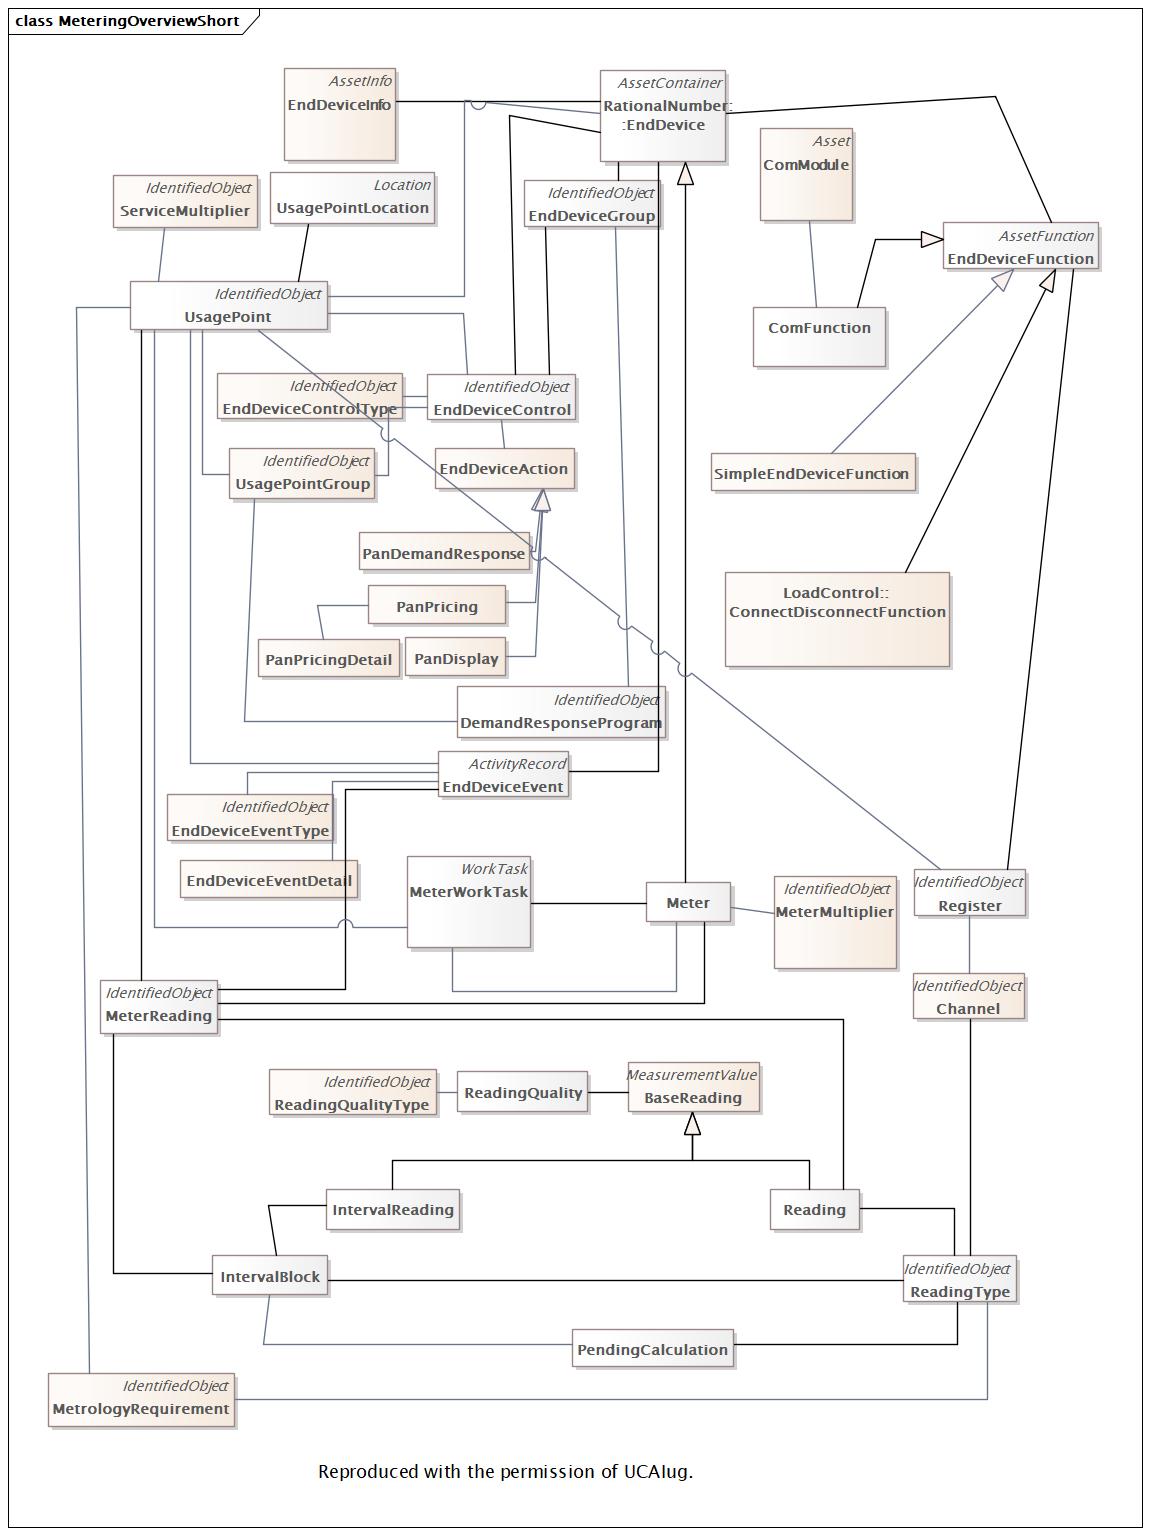 class MeteringOverviewShort
AssetInfo
EndDeviceInfo
AssetContainer
RationalNumber:
:EndDevice
Asset
ComModule
IdentifiedObject
ServiceMultiplier
Location
UsagePointLocation
IdentifiedObject
EndDeviceGroup
AssetFunction
EndDeviceFunction
IdentifiedObject
UsagePoint
ComFunction
IdentifiedObject
EndDeviceControlType
IdentifiedObject
EndDeviceControl
IdentifiedObject
UsagePointGroup
EndDeviceAction
SimpleEndDeviceFunction
PanDemandResponse
PanPricing
LoadControl::
ConnectDisconnectFunction
PanPricingDetail
PanDisplay
IdentifiedObject
DemandResponseProgram
ActivityRecord
EndDeviceEvent
IdentifiedObject
EndDeviceEventType
EndDeviceEventDetail
WorkTask
MeterWorkTask
Meter
IdentifiedObject
MeterMultiplier
IdentifiedObject
Register
IdentifiedObject
MeterReading
IdentifiedObject
Channel
IdentifiedObject
ReadingQualityType
ReadingQuality
MeasurementValue
BaseReading
IntervalReading
Reading
IntervalBlock
IdentifiedObject
ReadingType
PendingCalculation
IdentifiedObject
MetrologyRequirement
Reproduced with the permission of UCAIug.